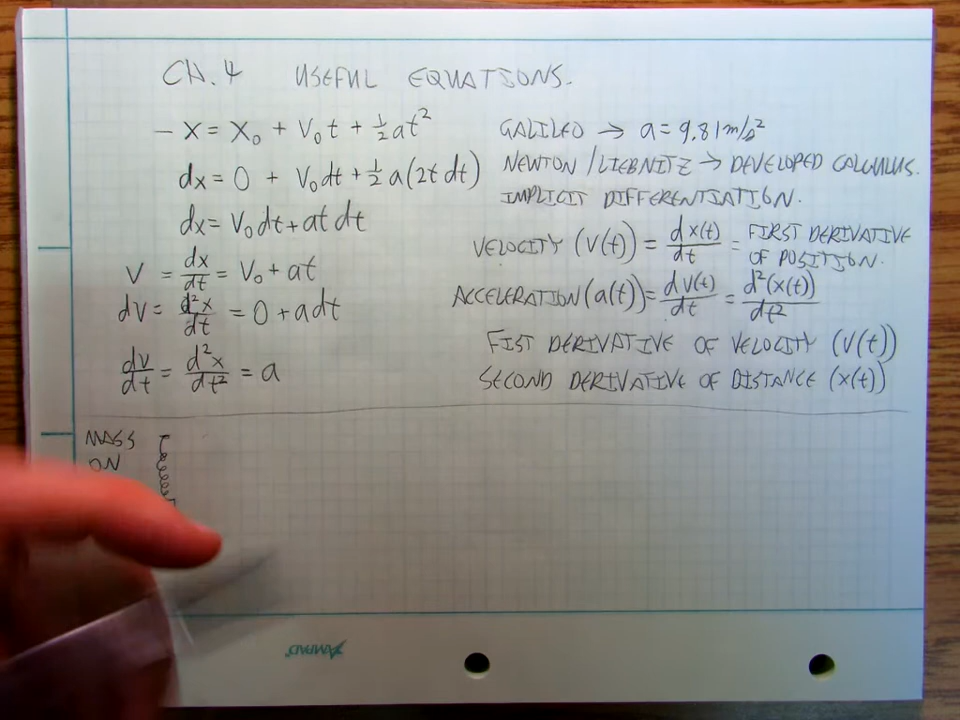 CH. 4 USEFUL EQUATIONS.
- X = X₀ + V₀t + ½at²
dx = 0 + V₀dt + ½a(2t dt)
dx = V₀dt + at dt
V = dx/dt = V₀ + at
dV = d²x/dt = 0 + adt
dv/dt = d²x/dt² = a
GALILEO → a = 9.81m/s²
NEWTON / LIEBNITZ → DEVELOPED CALCULUS.
IMPLICIT DIFFERENTIATION.
VELOCITY (V(t)) = dx(t)/dt = FIRST DERIVATIVE
OF POSITION.
ACCELERATION (a(t)) = dV(t)/dt = d²(x(t))/dt²
FIST DERIVATIVE OF VELOCITY (V(t))
SECOND DERIVATIVE OF DISTANCE (x(t))
MASS
ON
AMPAD